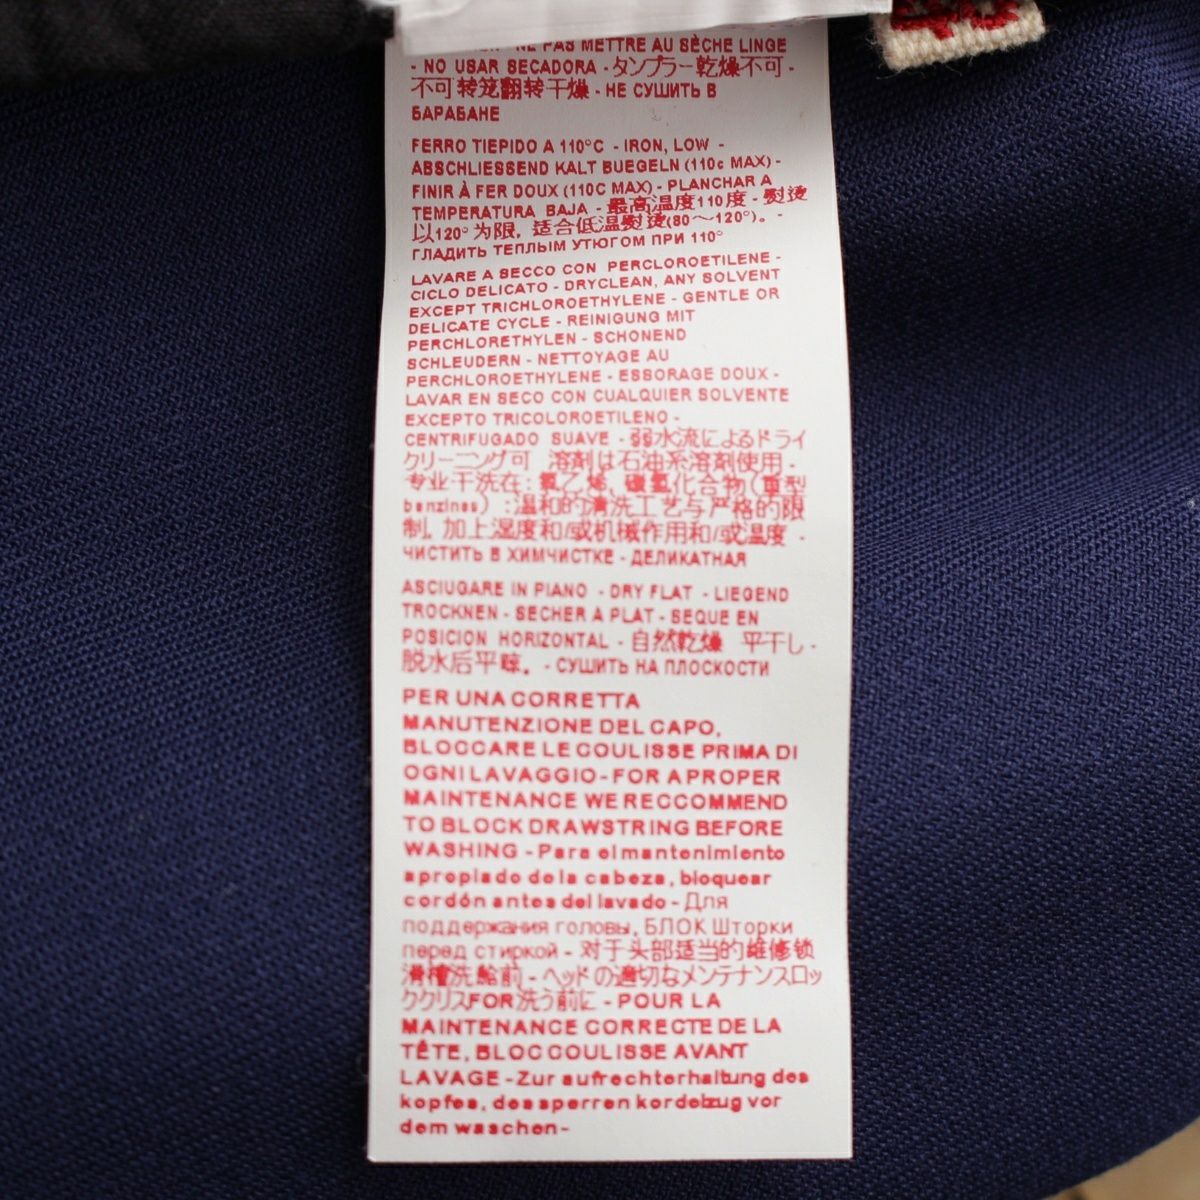 NE PAS METTRE AU SÈCHE LINGE
- NO USAR SECADORA - タンブラー乾燥不可 -
不可转笼翻转干燥 - НЕ СУШИТЬ В
БАРАБАНЕ
FERRO TIEPIDO A 110°C - IRON, LOW -
ABSCHLIESSEND KALT BUEGELN (110c MAX) -
FINIR À FER DOUX (110C MAX) - PLANCHAR A
TEMPERATURA BAJA - 最高温度110度 - 熨烫
以120°为限, 适合低温熨烫(80～120°)。 -
ГЛАДИТЬ ТЕПЛЫМ УТЮГОМ ПРИ 110°
LAVARE A SECCO CON PERCLOROETILENE -
CICLO DELICATO - DRYCLEAN, ANY SOLVENT
EXCEPT TRICHLOROETHYLENE - GENTLE OR
DELICATE CYCLE - REINIGUNG MIT
PERCHLORETHYLEN - SCHONEND
SCHLEUDERN - NETTOYAGE AU
PERCHLOROETHYLENE - ESSORAGE DOUX -
LAVAR EN SECO CON CUALQUIER SOLVENTE
EXCEPTO TRICOLOROETILENO -
CENTRIFUGADO SUAVE - 弱水流によるドライ
クリーニング可 溶剤は石油系溶剤使用 -
专业干洗在: 氯乙烯, 碳氢化合物 (重型
benzines) :温和的清洗工艺与严格的限
制, 加上湿度和/或机械作用和/或温度 -
ЧИСТИТЬ В ХИМЧИСТКЕ - ДЕЛИКАТНАЯ
ASCIUGARE IN PIANO - DRY FLAT - LIEGEND
TROCKNEN - SECHER A PLAT - SEQUE EN
POSICION HORIZONTAL - 自然乾燥 平干し -
脱水后平晾。 - СУШИТЬ НА ПЛОСКОСТИ
PER UNA CORRETTA
MANUTENZIONE DEL CAPO,
BLOCCARE LE COULISSE PRIMA DI
OGNI LAVAGGIO - FOR A PROPER
MAINTENANCE WE RECCOMMEND
TO BLOCK DRAWSTRING BEFORE
WASHING - Para el mantenimiento
apropiado de la cabeza, bloquear
cordón antes del lavado - Для
поддержания головы, БЛОК Шторки
перед стиркой - 对于头部适当的维修锁
滑槽洗前 - ヘッドの適切なメンテナンスロッ
ククリスFOR洗う前に - POUR LA
MAINTENANCE CORRECTE DE LA
TÊTE, BLOC COULISSE AVANT
LAVAGE - Zur aufrechterhaltung des
kopfes, des sperren kordelzug vor
dem waschen -